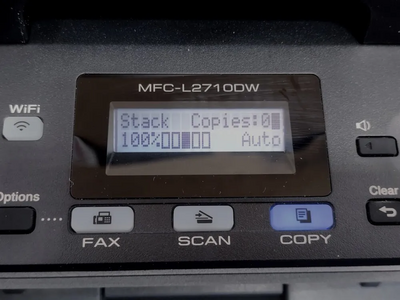 MFC-L2710DW
WiFi
Stack Copies:0
100% Auto
Options
Clear
FAX
SCAN
COPY